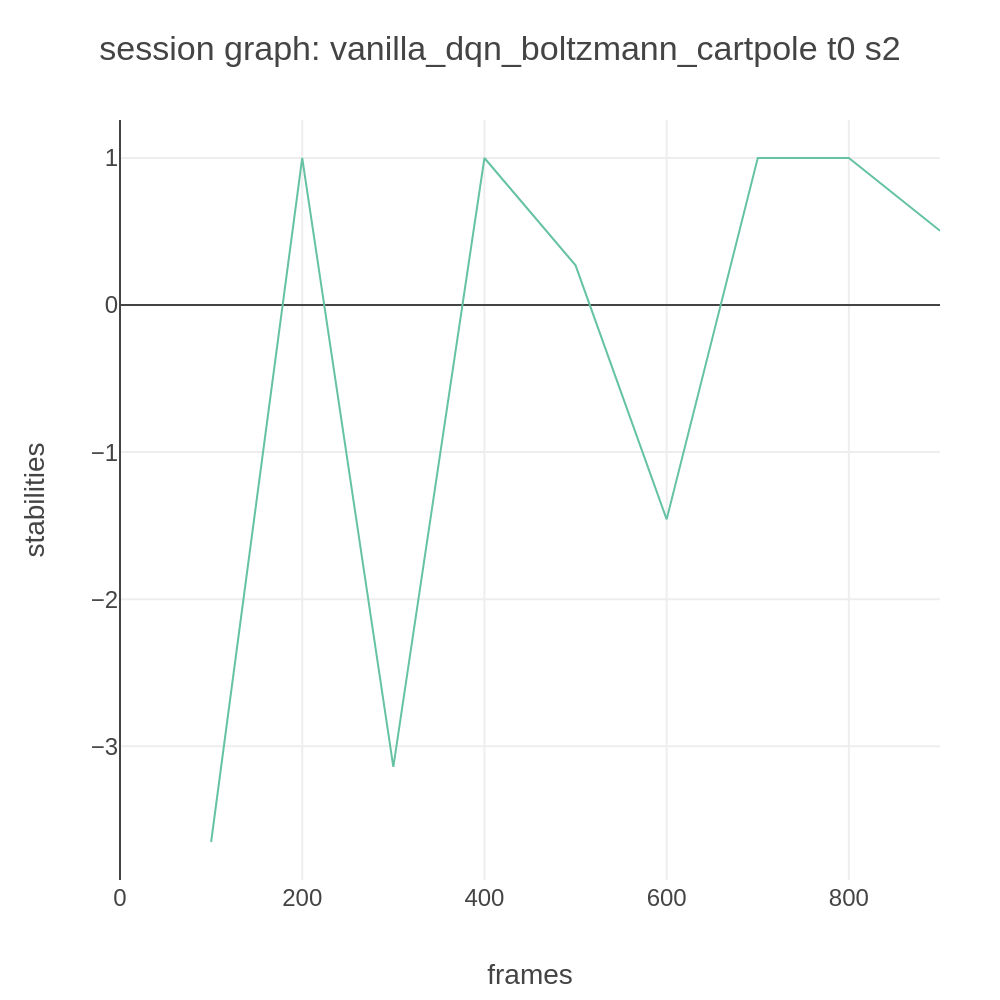 session graph: vanilla_dqn_boltzmann_cartpole t0 s2
1
0
−1
−2
−3
stabilities
0 200 400 600 800
frames